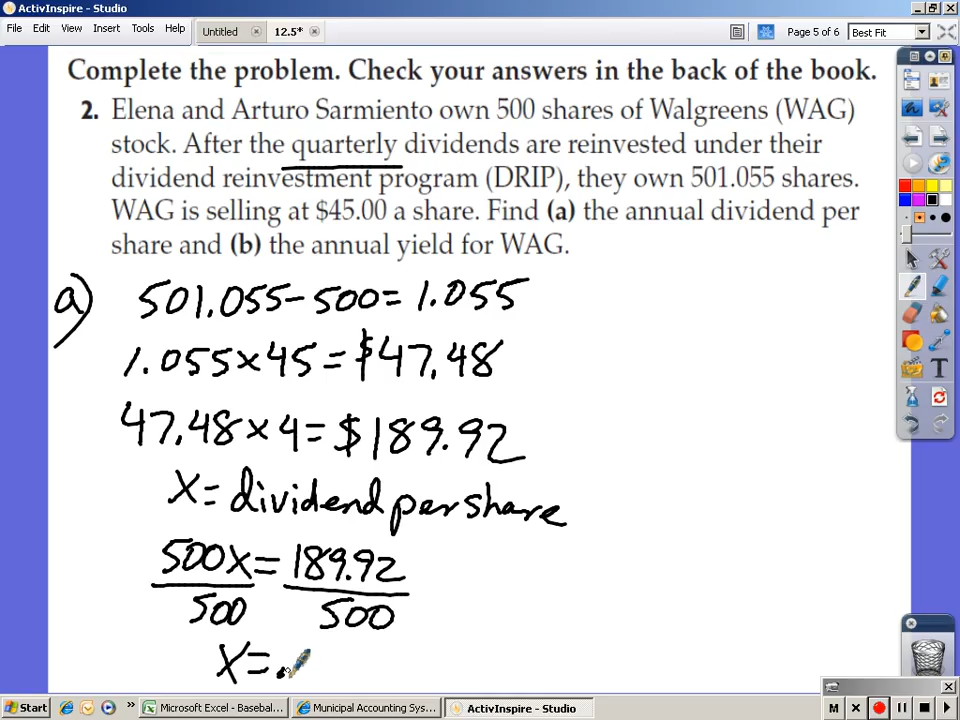 ActivInspire - Studio
File Edit View Insert Tools Help
Untitled
12.5*
Page 5 of 6
Best Fit
Complete the problem. Check your answers in the back of the book.
2. Elena and Arturo Sarmiento own 500 shares of Walgreens (WAG)
stock. After the quarterly dividends are reinvested under their
dividend reinvestment program (DRIP), they own 501.055 shares.
WAG is selling at $45.00 a share. Find (a) the annual dividend per
share and (b) the annual yield for WAG.
a) 501.055-500=1.055
1.055x45=$47.48
47.48x4=$189.92
X=dividend per share
500x=189.92
500 500
X=.
Start
»
Microsoft Excel - Basebal...
Municipal Accounting Sys...
ActivInspire - Studio
M